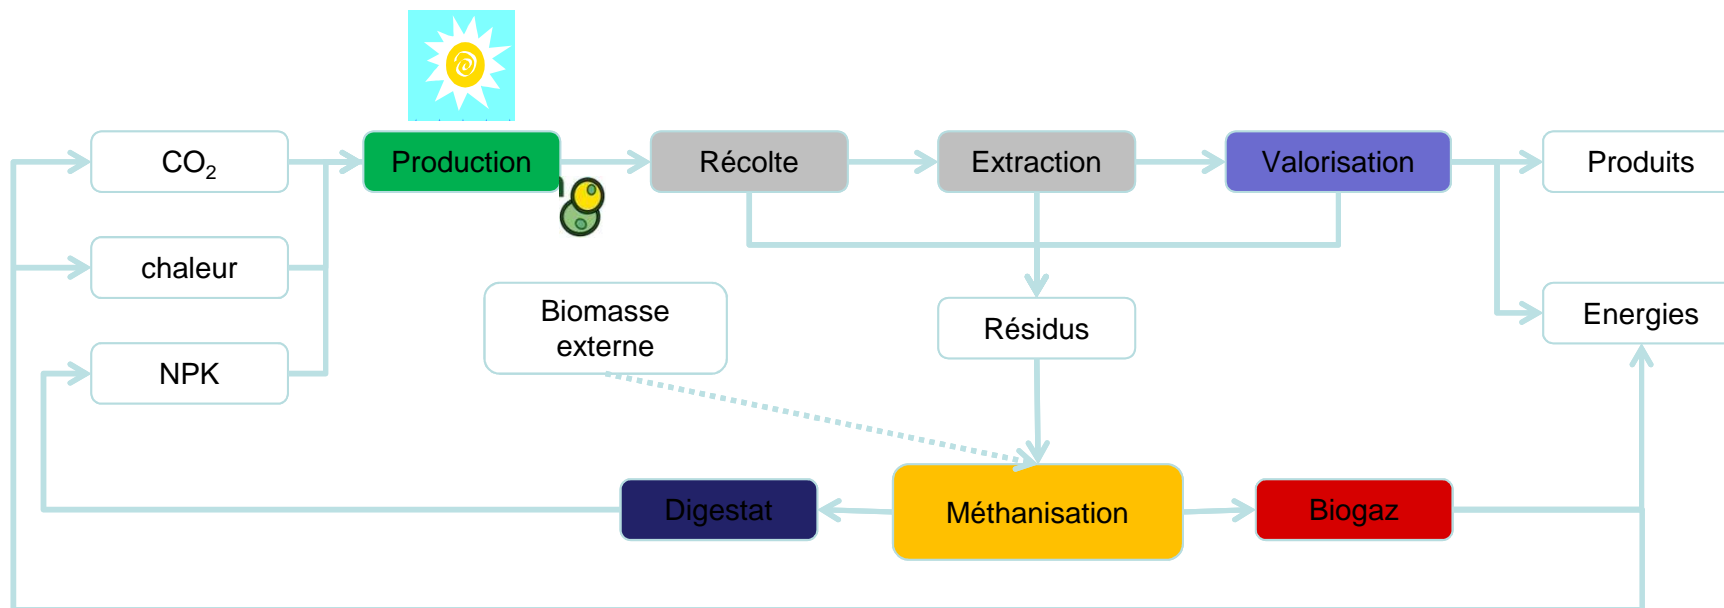 CO₂
Production
Récolte
Extraction
Valorisation
Produits
chaleur
Biomasse
externe
Résidus
Energies
NPK
Digestat
Méthanisation
Biogaz